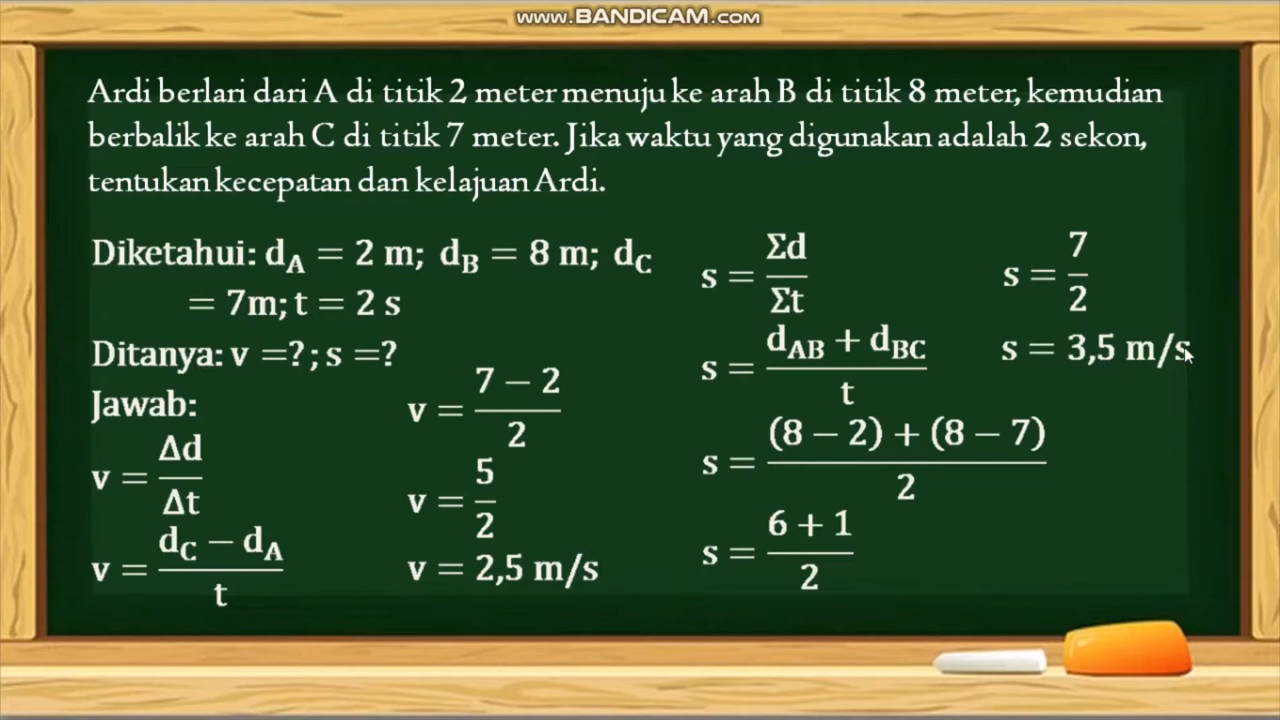 www.BANDICAM.com
Ardi berlari dari A di titik 2 meter menuju ke arah B di titik 8 meter, kemudian
berbalik ke arah C di titik 7 meter. Jika waktu yang digunakan adalah 2 sekon,
tentukan kecepatan dan kelajuan Ardi.
Diketahui: d_A = 2 m; d_B = 8 m; d_C
= 7m; t = 2 s
Ditanya: v =? ; s =?
Jawab:
v = Δd/Δt
v = (d_C − d_A)/t
v = (7 − 2)/2
v = 5/2
v = 2,5 m/s
s = Σd/Σt
s = (d_AB + d_BC)/t
s = ((8 − 2) + (8 − 7))/2
s = (6 + 1)/2
s = 7/2
s = 3,5 m/s